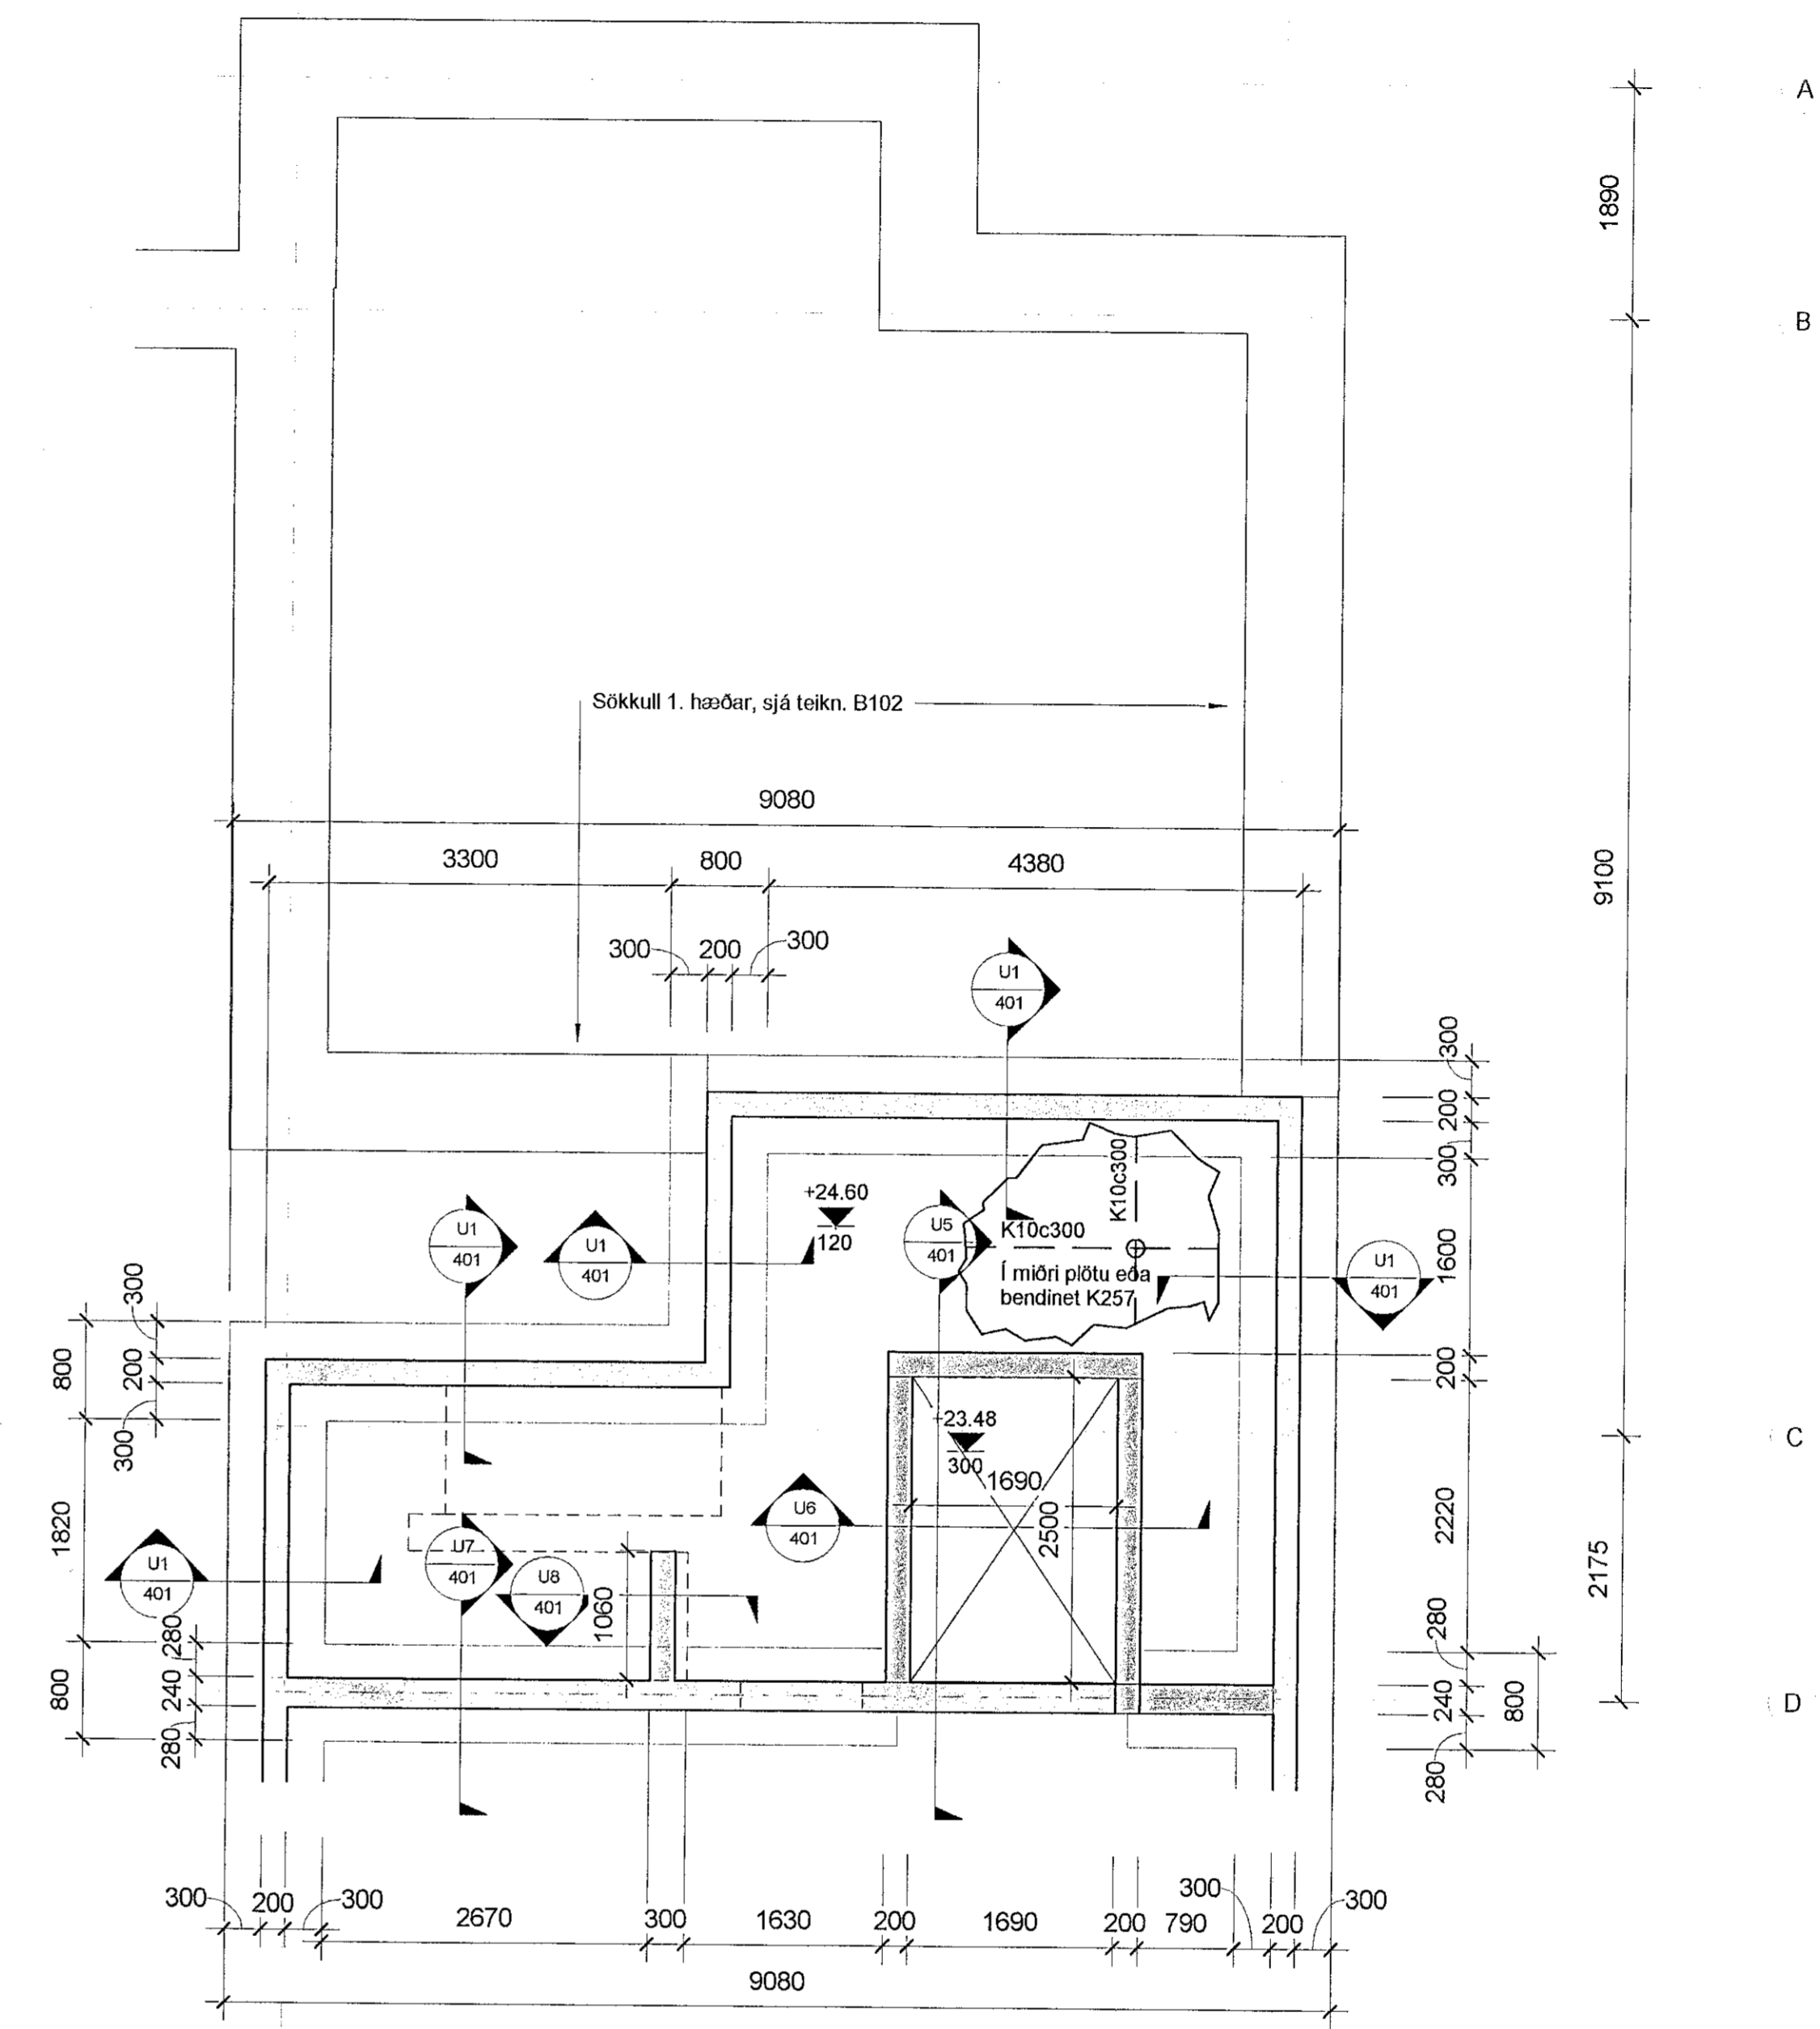 A
1890
B
Sökkull 1. hæðar, sjá teikn. B102
9080
9100
3300 800 4380
300 200 300
U1
401
300
200
300
K10c300
+24.60
120
U1
401
U1
401
U5
401
K10c300
Í miðri plötu eða
bendinet K257
1600
U1
401
300
800
200
300
200
+23.48
300
C
1690
2500
U6
401
2220
1820
U7
401
U8
401
U1
401
1060
2175
280
800
240
280
280
240
800
280
D
300 200 300
2670 300 1630 200 1690 200 790
300 200 300
9080